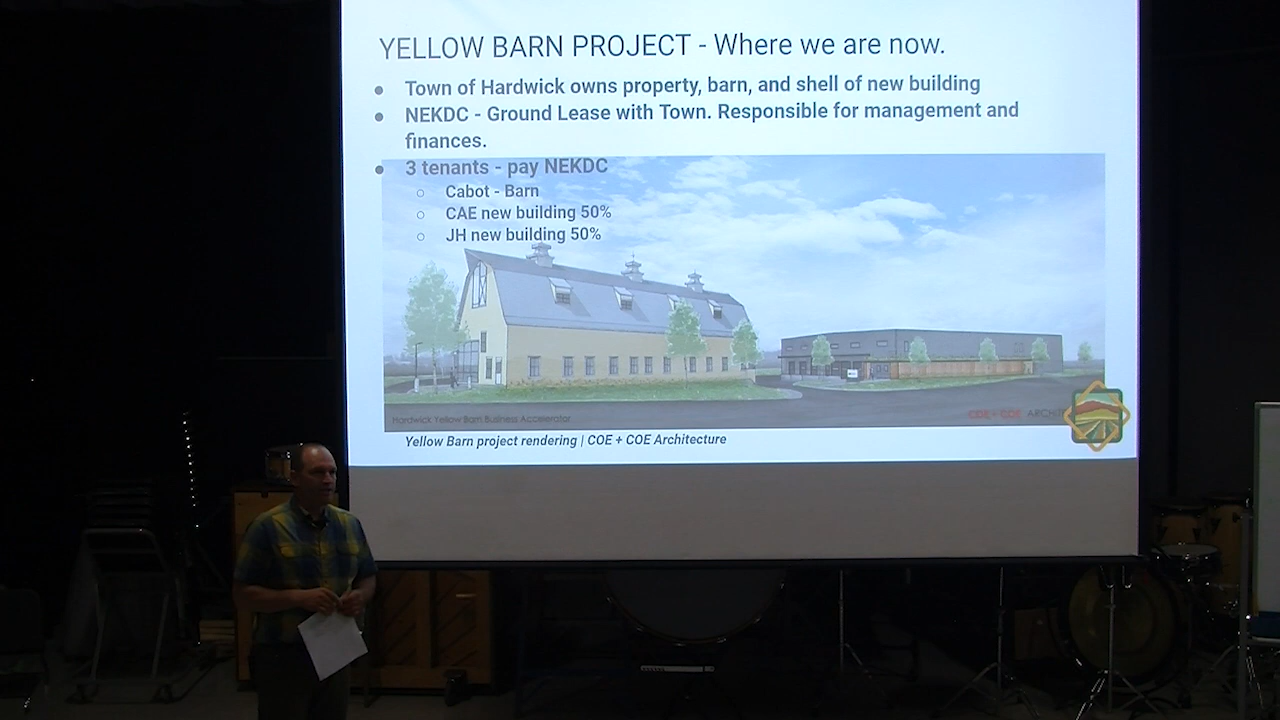 YELLOW BARN PROJECT - Where we are now.
● Town of Hardwick owns property, barn, and shell of new building
● NEKDC - Ground Lease with Town. Responsible for management and
finances.
● 3 tenants - pay NEKDC
○ Cabot - Barn
○ CAE new building 50%
○ JH new building 50%
Hardwick Yellow Barn Business Accelerator
COE + COE ARCHIT
Yellow Barn project rendering | COE + COE Architecture